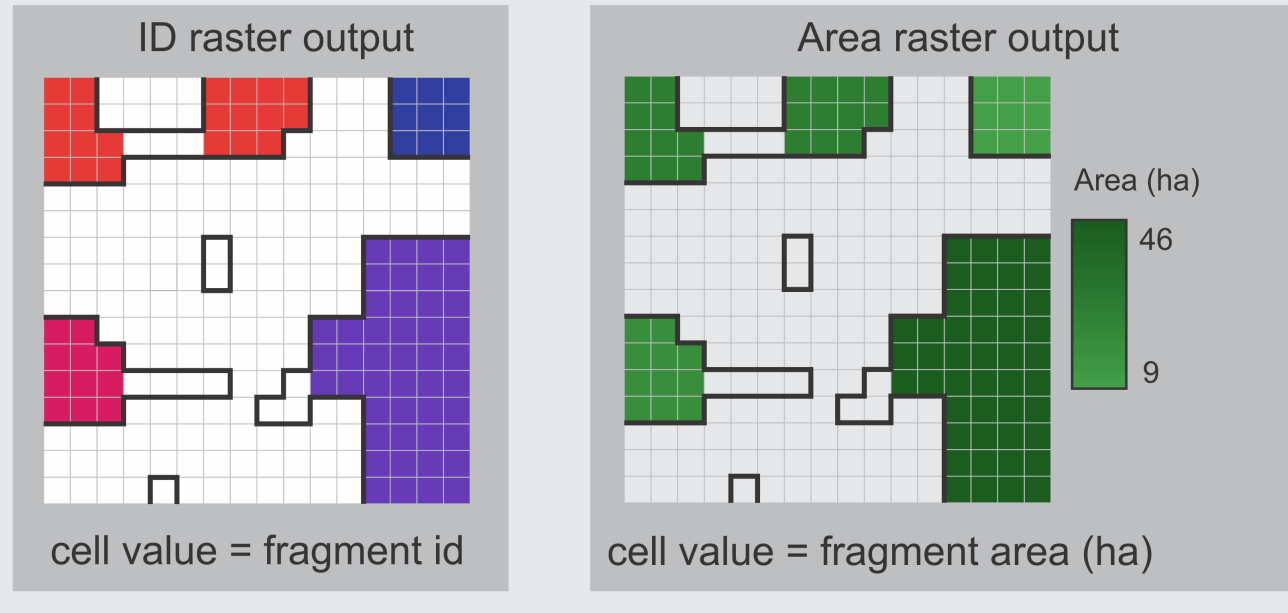 ID raster output
cell value = fragment id
Area raster output
Area (ha)
46
9
cell value = fragment area (ha)